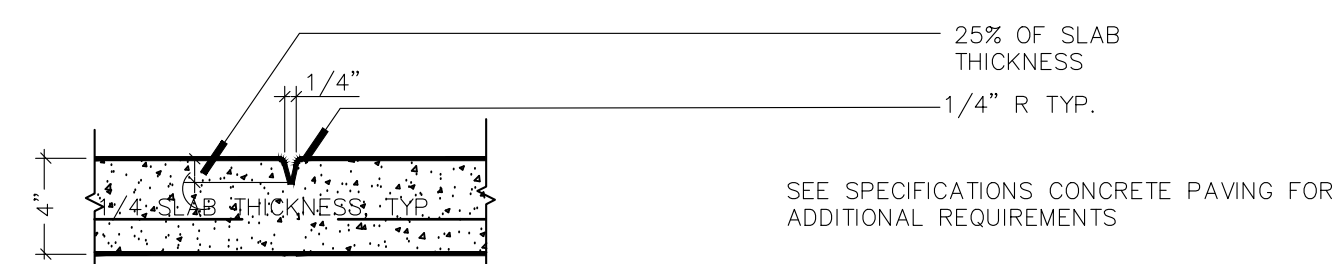 25% OF SLAB
THICKNESS
1/4"
1/4" R TYP.
4"
1/4 SLAB THICKNESS, TYP
SEE SPECIFICATIONS CONCRETE PAVING FOR
ADDITIONAL REQUIREMENTS